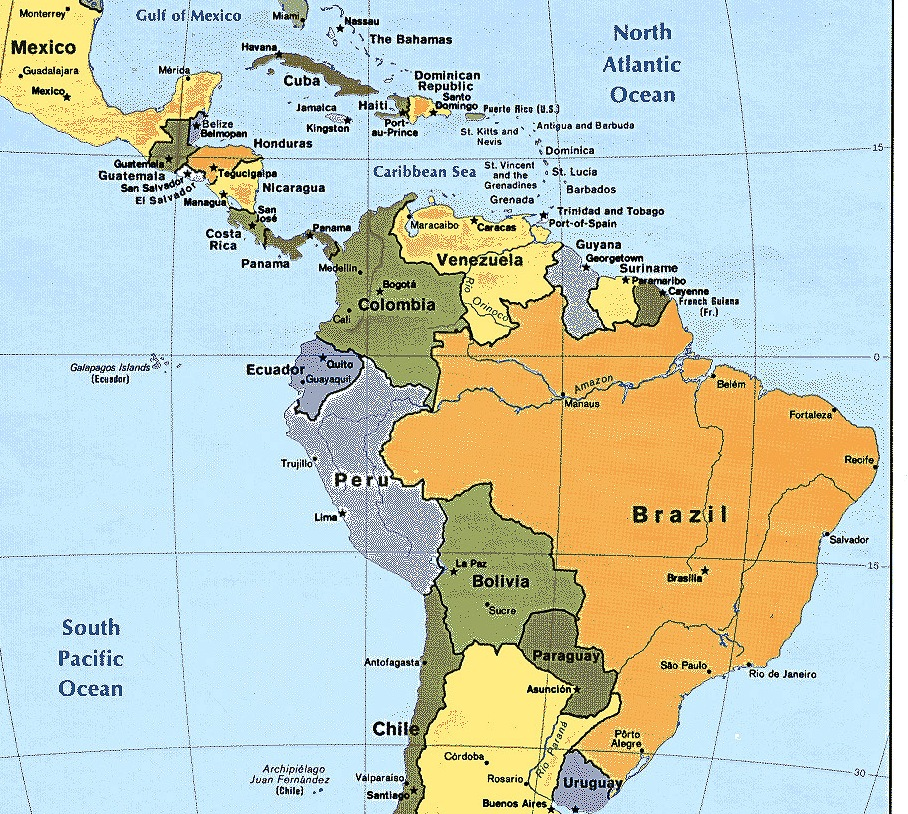 Monterrey
Gulf of Mexico
Miami
Nassau
The Bahamas
North
Atlantic
Ocean
Mexico
Guadalajara
Mexico
Mérida
Havana
Cuba
Dominican
Republic
Santo
Domingo
Haiti
Port-
au-Prince
Puerto Rico (U.S.)
Jamaica
Kingston
St. Kitts and
Nevis
Antigua and Barbuda
Dominica
Belize
Belmopan
Honduras
Guatemala
Guatemala
Tegucigalpa
San Salvador
El Salvador
Nicaragua
Managua
Caribbean Sea
St. Vincent
and the
Grenadines
St. Lucia
Barbados
Grenada
15
San
José
Costa
Rica
Panama
Panama
Maracaibo
Caracas
Trinidad and Tobago
Port-of-Spain
Venezuela
Guyana
Georgetown
Suriname
Paramaribo
Cayenne
French Guiana
(Fr.)
Medellín
Bogotá
Colombia
Cali
Río
Orinoco
Galapagos Islands
(Ecuador)
Ecuador
Quito
Guayaquil
0
Amazon
Manaus
Belém
Fortaleza
Recife
Trujillo
Peru
Lima
Brazil
Salvador
Brasília
15
La Paz
Bolivia
Sucre
South
Pacific
Ocean
Antofagasta
Paraguay
Asunción
São Paulo
Rio de Janeiro
Chile
Pôrto
Alegre
Córdoba
Río Paraná
Rosario
Archipiélago
Juan Fernández
(Chile)
Valparaíso
Santiago
Buenos Aires
Uruguay
30